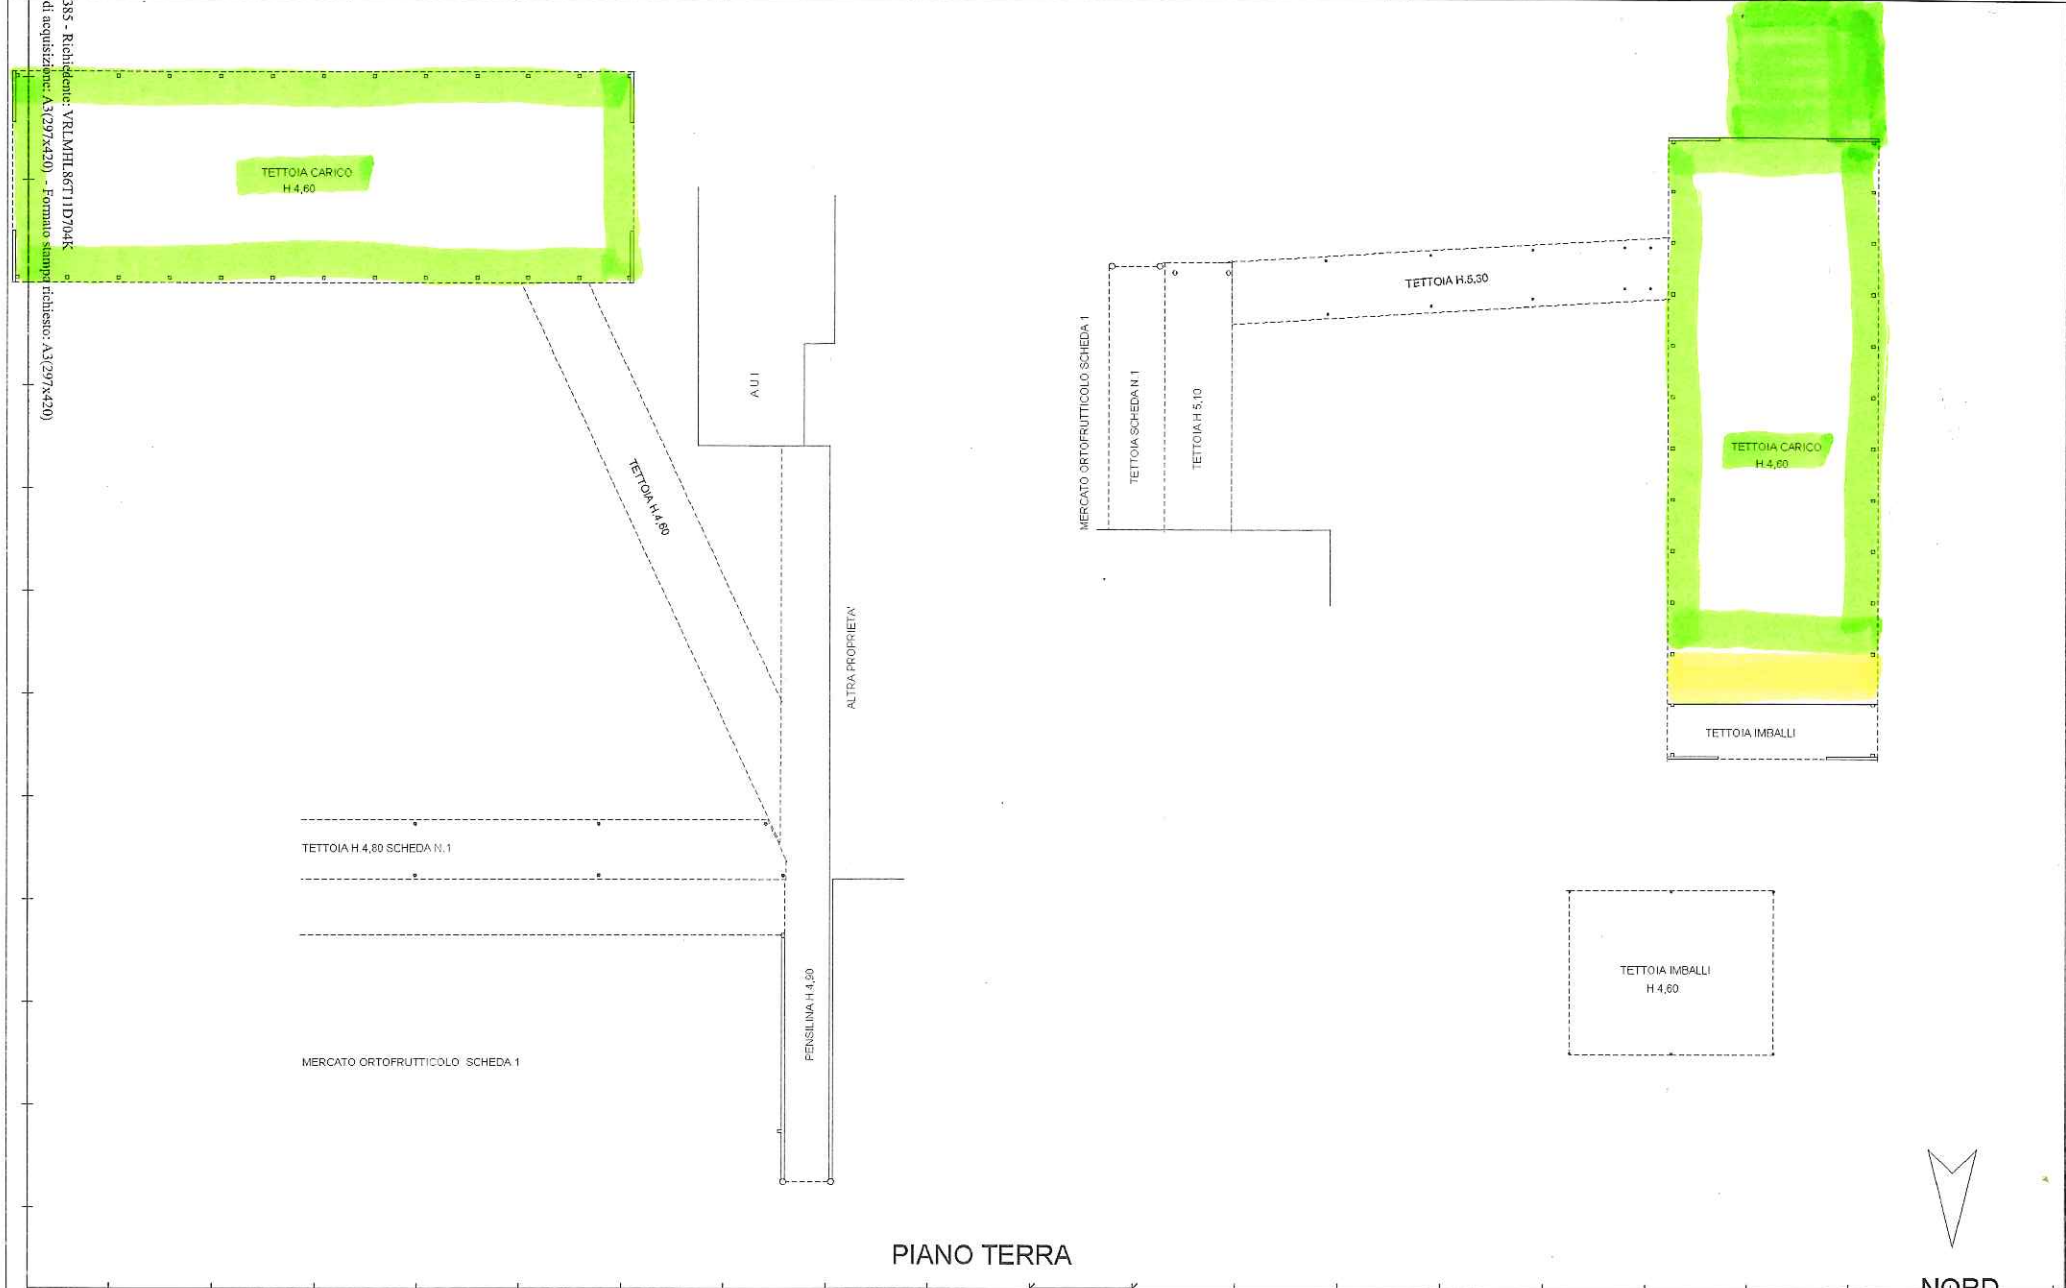 385 - Richiedente: VRLMHL86T11D704K
di acquisizione: A3(297x420) - Formato stampa richiesto: A3(297x420)
TETTOIA CARICO
H 4,60
TETTOIA H.4,60
A U I
ALTRA PROPRIETA'
TETTOIA H.4,80 SCHEDA N.1
MERCATO ORTOFRUTTICOLO SCHEDA 1
PENSILINA H.4,90
MERCATO ORTOFRUTTICOLO SCHEDA 1
TETTOIA SCHEDA N.1
TETTOIA H 5,10
TETTOIA H.5,30
TETTOIA CARICO
H.4,60
TETTOIA IMBALLI
TETTOIA IMBALLI
H 4,60
PIANO TERRA
NORD